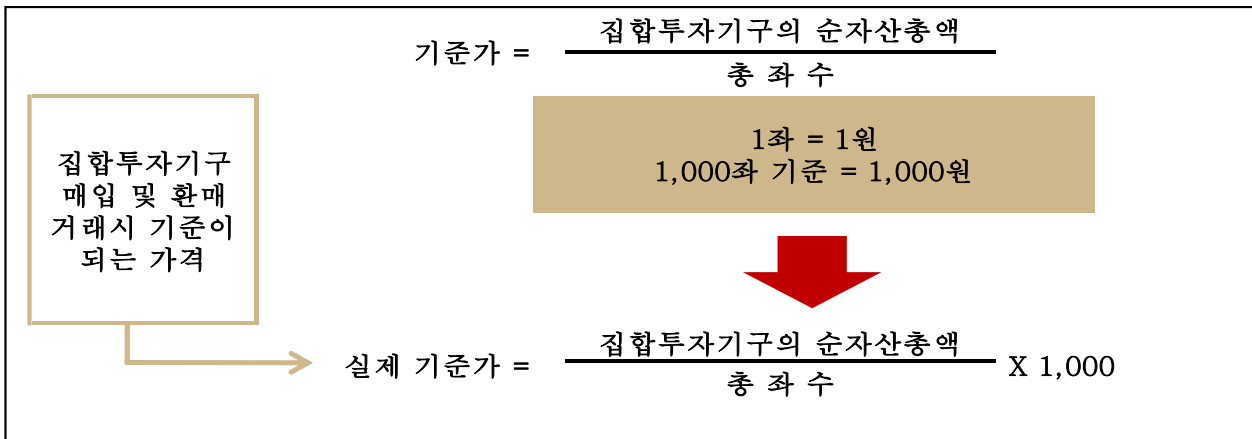 기준가 = 집합투자기구의 순자산총액
총 좌 수
1좌 = 1원
1,000좌 기준 = 1,000원
집합투자기구
매입 및 환매
거래시 기준이
되는 가격
실제 기준가 = 집합투자기구의 순자산총액 X 1,000
총 좌 수